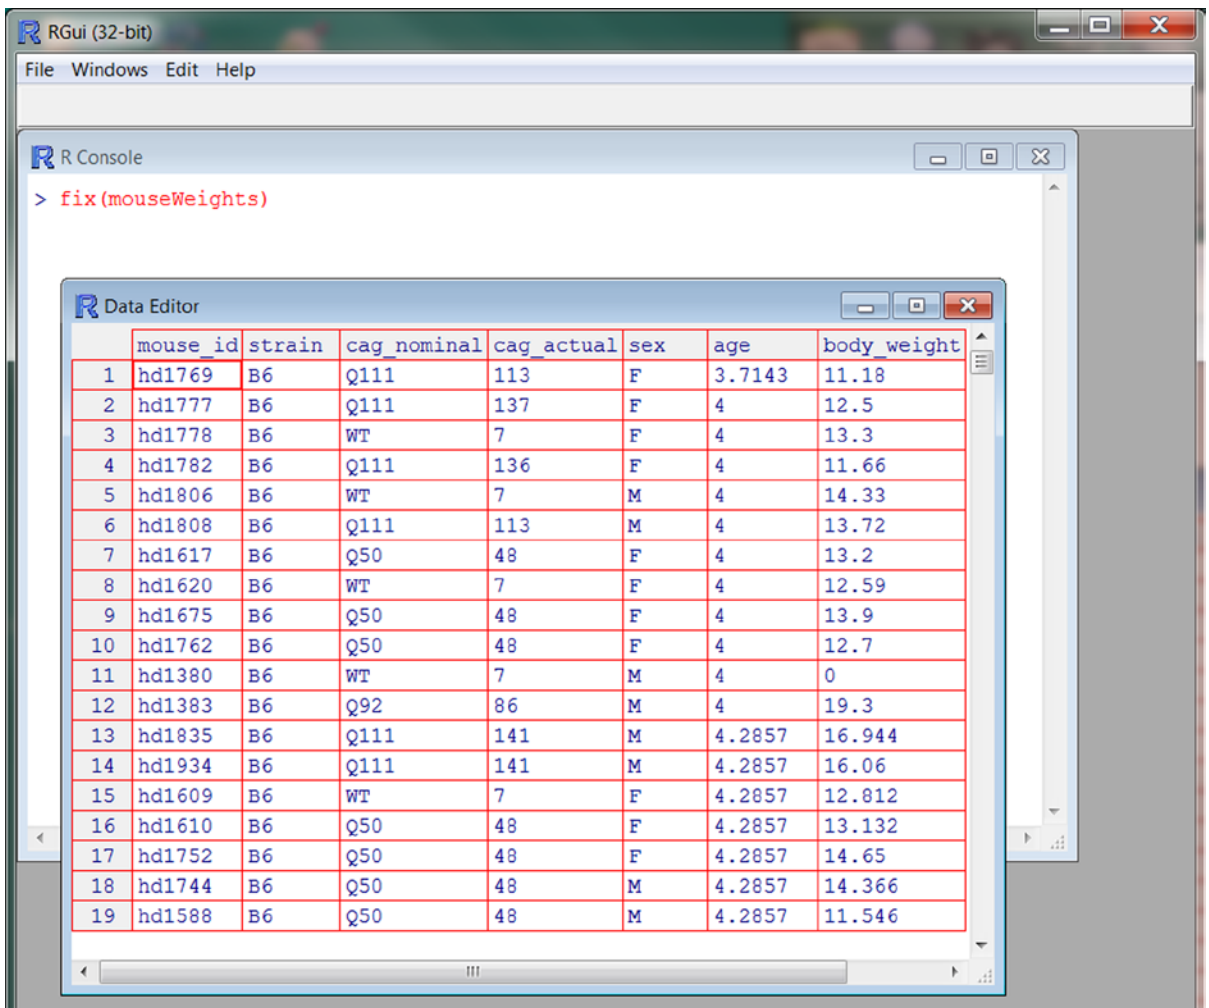 RGui (32-bit)
File Windows Edit Help
R Console
> fix(mouseWeights)
Data Editor
mouse_id strain cag_nominal cag_actual sex age body_weight
1 hd1769 B6 Q111 113 F 3.7143 11.18
2 hd1777 B6 Q111 137 F 4 12.5
3 hd1778 B6 WT 7 F 4 13.3
4 hd1782 B6 Q111 136 F 4 11.66
5 hd1806 B6 WT 7 M 4 14.33
6 hd1808 B6 Q111 113 M 4 13.72
7 hd1617 B6 Q50 48 F 4 13.2
8 hd1620 B6 WT 7 F 4 12.59
9 hd1675 B6 Q50 48 F 4 13.9
10 hd1762 B6 Q50 48 F 4 12.7
11 hd1380 B6 WT 7 M 4 0
12 hd1383 B6 Q92 86 M 4 19.3
13 hd1835 B6 Q111 141 M 4.2857 16.944
14 hd1934 B6 Q111 141 M 4.2857 16.06
15 hd1609 B6 WT 7 F 4.2857 12.812
16 hd1610 B6 Q50 48 F 4.2857 13.132
17 hd1752 B6 Q50 48 F 4.2857 14.65
18 hd1744 B6 Q50 48 M 4.2857 14.366
19 hd1588 B6 Q50 48 M 4.2857 11.546